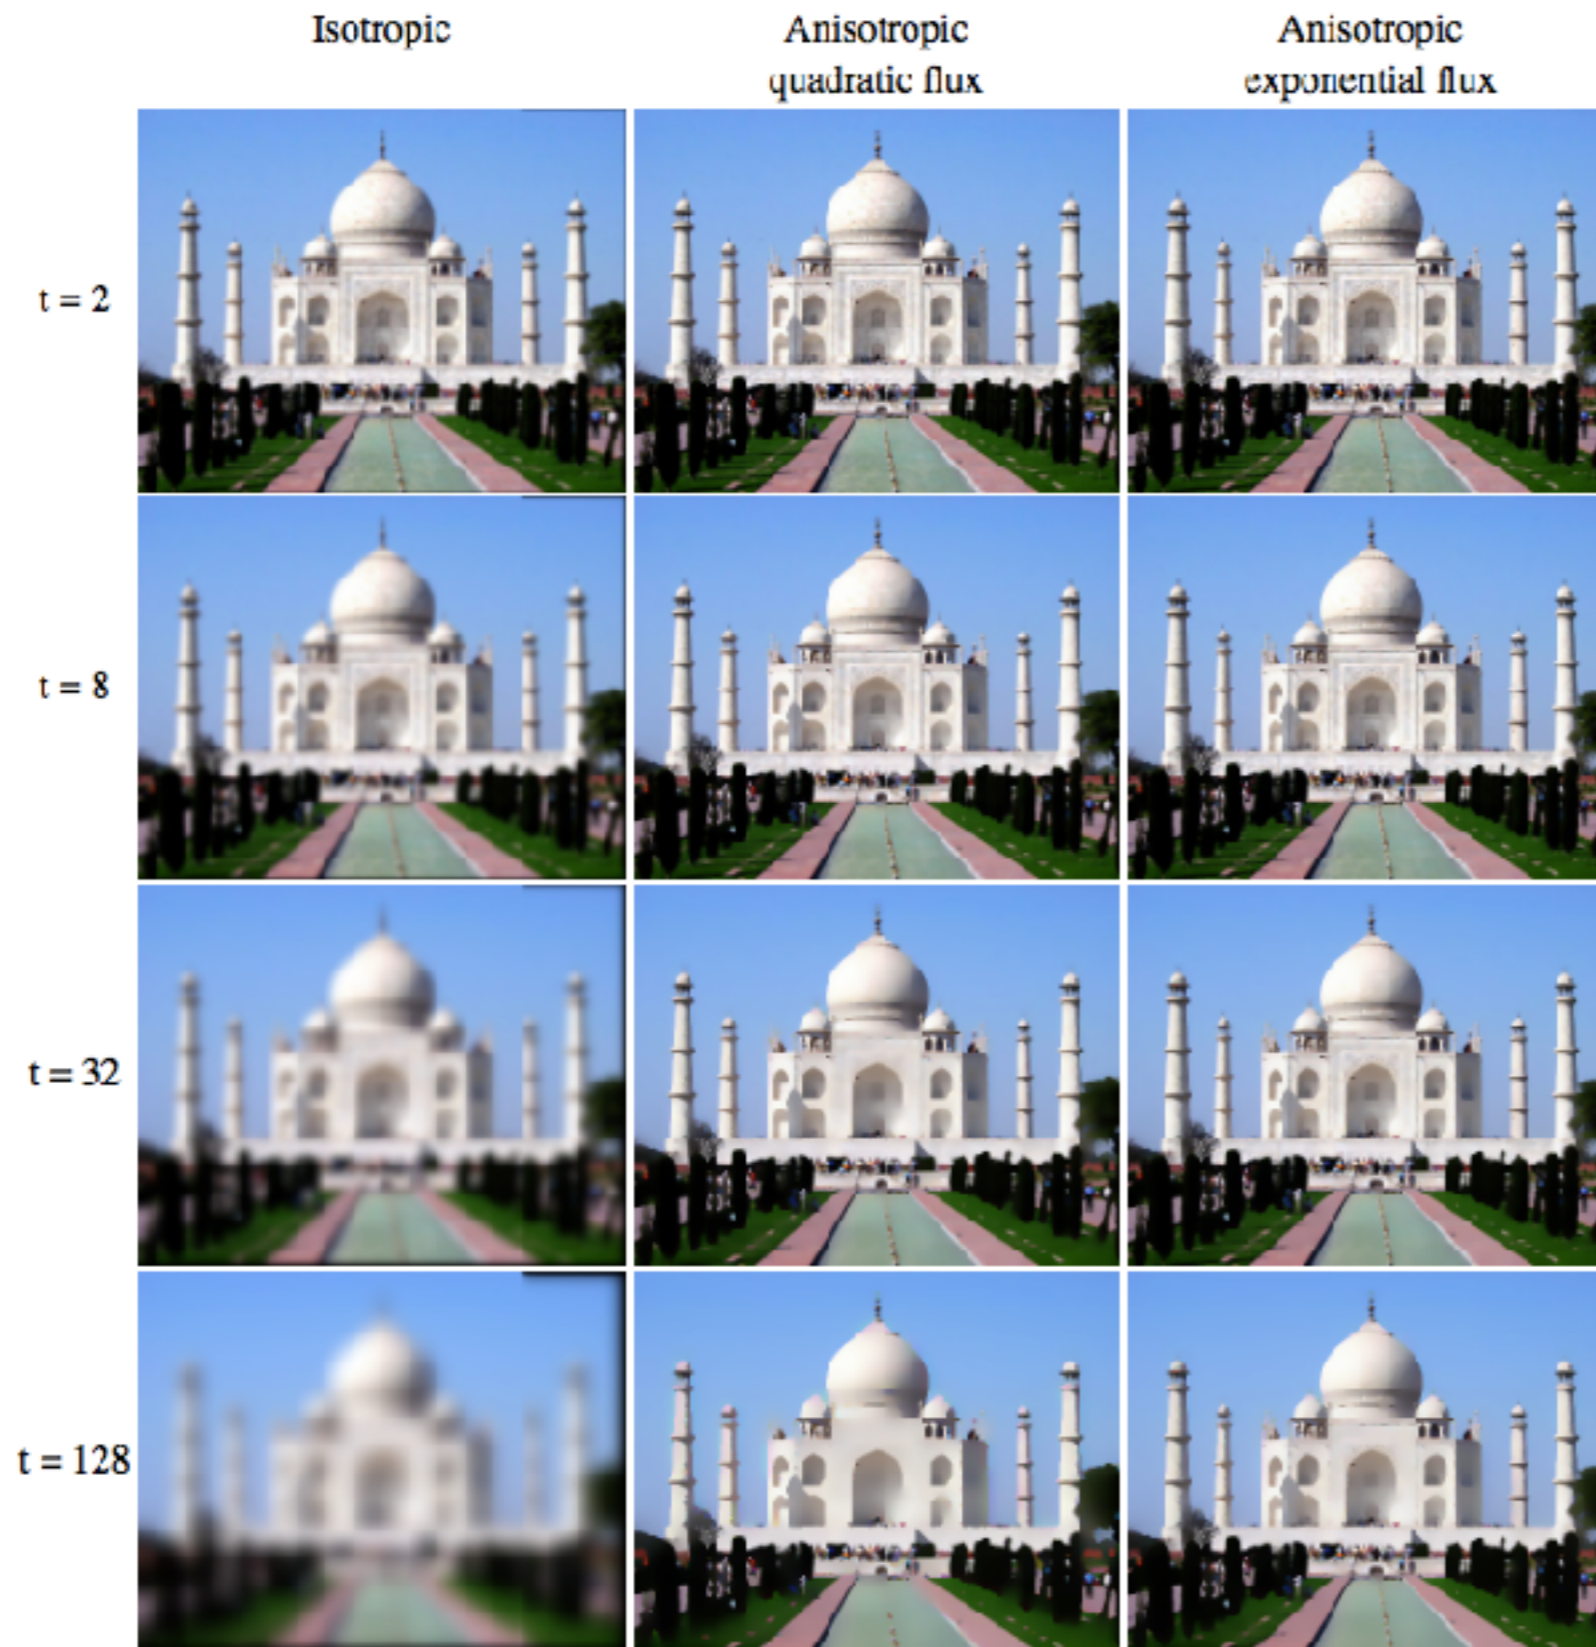 Isotropic
Anisotropic
quadratic flux
Anisotropic
exponential flux
t = 2
t = 8
t = 32
t = 128